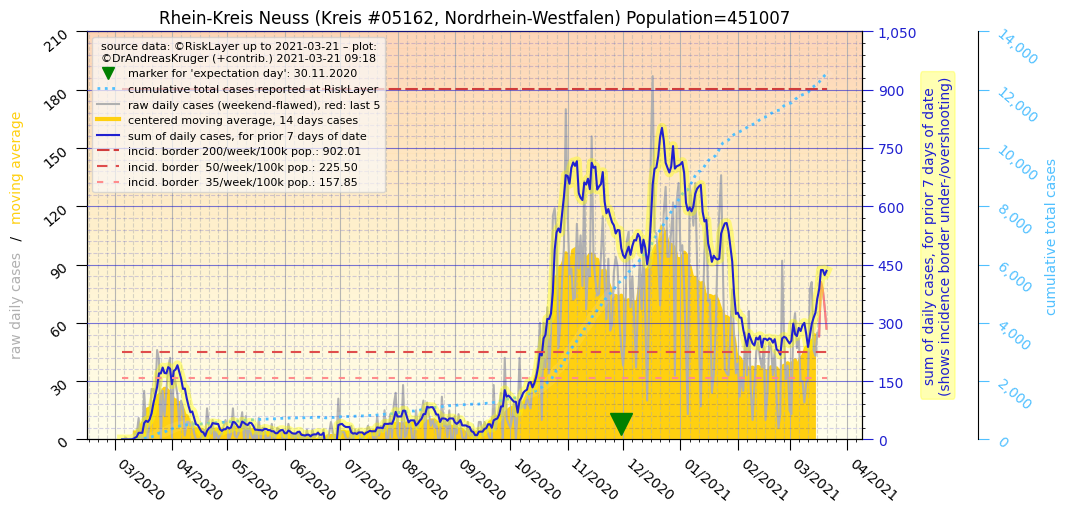 Rhein-Kreis Neuss (Kreis #05162, Nordrhein-Westfalen) Population=451007
source data: ©RiskLayer up to 2021-03-21 – plot:
©DrAndreasKruger (+contrib.) 2021-03-21 09:18
marker for 'expectation day': 30.11.2020
cumulative total cases reported at RiskLayer
raw daily cases (weekend-flawed), red: last 5
centered moving average, 14 days cases
sum of daily cases, for prior 7 days of date
incid. border 200/week/100k pop.: 902.01
incid. border  50/week/100k pop.: 225.50
incid. border  35/week/100k pop.: 157.85
raw daily cases / moving average
210
180
150
120
90
60
30
0
1,050
900
750
600
450
300
150
0
sum of daily cases, for prior 7 days of date
(shows incidence border under-/overshooting)
14,000
12,000
10,000
8,000
6,000
4,000
2,000
0
cumulative total cases
03/2020
04/2020
05/2020
06/2020
07/2020
08/2020
09/2020
10/2020
11/2020
12/2020
01/2021
02/2021
03/2021
04/2021